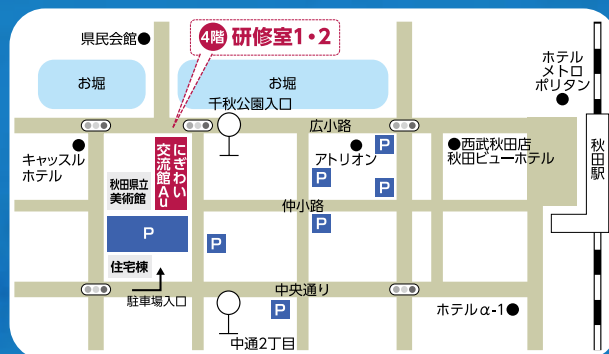 県民会館
4階 研修室1・2
お堀
お堀
千秋公園入口
ホテル
メトロ
ポリタン
広小路
キャッスル
ホテル
秋田県立
美術館
にぎわい
交流館Au
アトリオン
西武秋田店
秋田ビューホテル
秋田駅
P
P
P
仲小路
P
P
P
住宅棟
駐車場入口
中央通り
P
ホテルα-1
中通2丁目